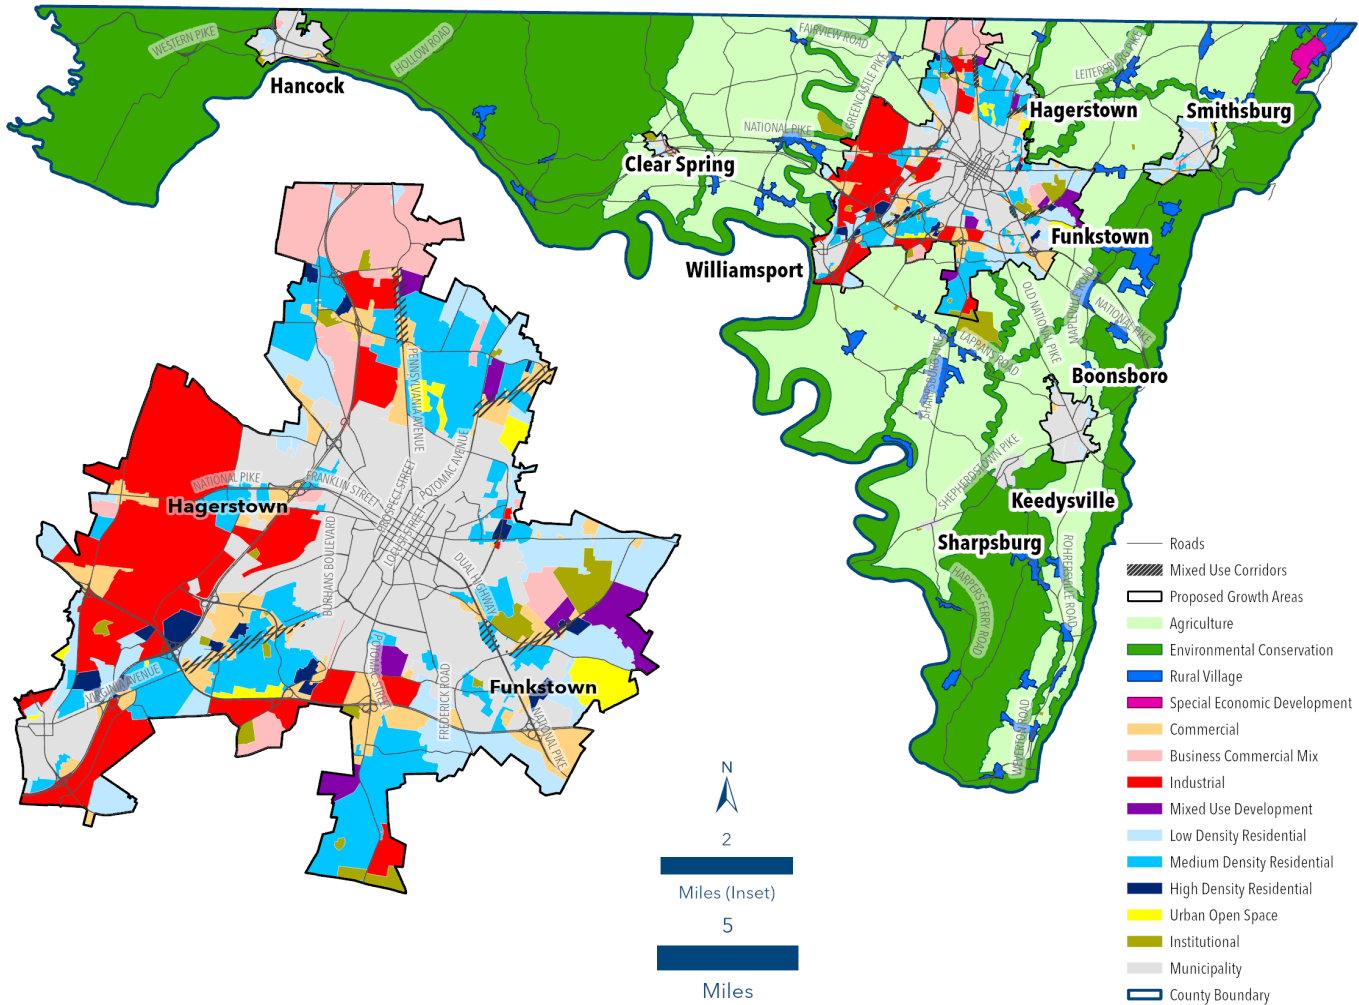 WESTERN PIKE
HOLLOW ROAD
Hancock
FAIRVIEW ROAD
GREENCASTLE PIKE
LEITERSBURG PIKE
NATIONAL PIKE
Hagerstown
Smithsburg
Clear Spring
Funkstown
Williamsport
OLD NATIONAL PIKE
MAPLEVILLE ROAD
NATIONAL PIKE
LAPPANS ROAD
SHARPSBURG PIKE
Boonsboro
SHEPHERDSTOWN PIKE
Keedysville
Sharpsburg
HARPERS FERRY ROAD
ROHRERSVILLE ROAD
WEVERTON ROAD
PENNSYLVANIA AVENUE
POTOMAC AVENUE
PROSPECT STREET
LOCUST STREET
NATIONAL PIKE
FRANKLIN STREET
Hagerstown
BURHANS BOULEVARD
DUAL HIGHWAY
VIRGINIA AVENUE
POTOMAC STREET
FREDERICK ROAD
Funkstown
NATIONAL PIKE
N
2
Miles (Inset)
5
Miles
Roads
Mixed Use Corridors
Proposed Growth Areas
Agriculture
Environmental Conservation
Rural Village
Special Economic Development
Commercial
Business Commercial Mix
Industrial
Mixed Use Development
Low Density Residential
Medium Density Residential
High Density Residential
Urban Open Space
Institutional
Municipality
County Boundary